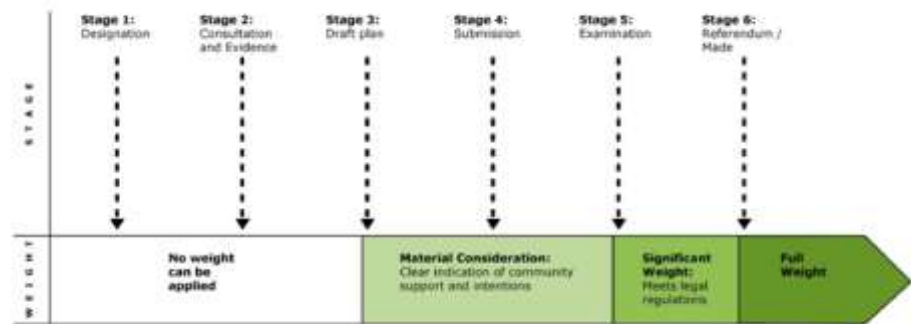 Stage 1:
Designation
Stage 2:
Consultation
and Evidence
Stage 3:
Draft plan
Stage 4:
Submission
Stage 5:
Examination
Stage 6:
Referendum /
Made
STAGE
WEIGHT
No weight
can be
applied
Material Consideration:
Clear indication of community
support and intentions
Significant
Weight:
Meets legal
regulations
Full
Weight